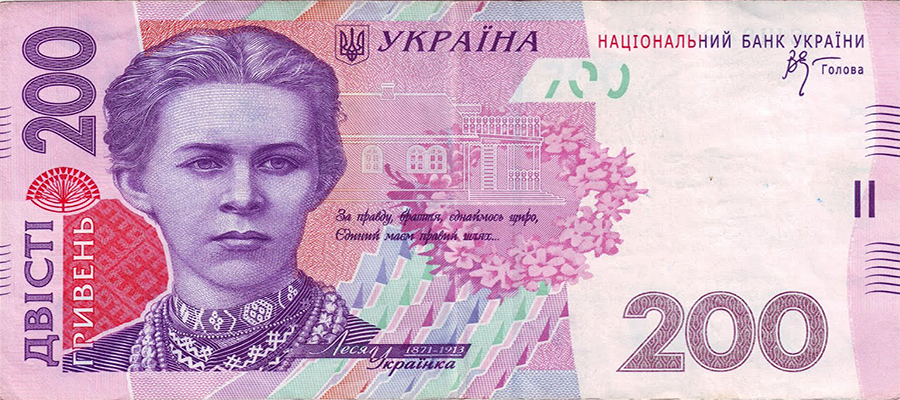 200
ДВІСТІ
ГРИВЕНЬ
УКРАЇНА
НАЦІОНАЛЬНИЙ БАНК УКРАЇНИ
Голова
За правду, браття, єднаймось щиро,
Єдиний маєм правий шлях...
Леся 1871-1913
Українка
II
200